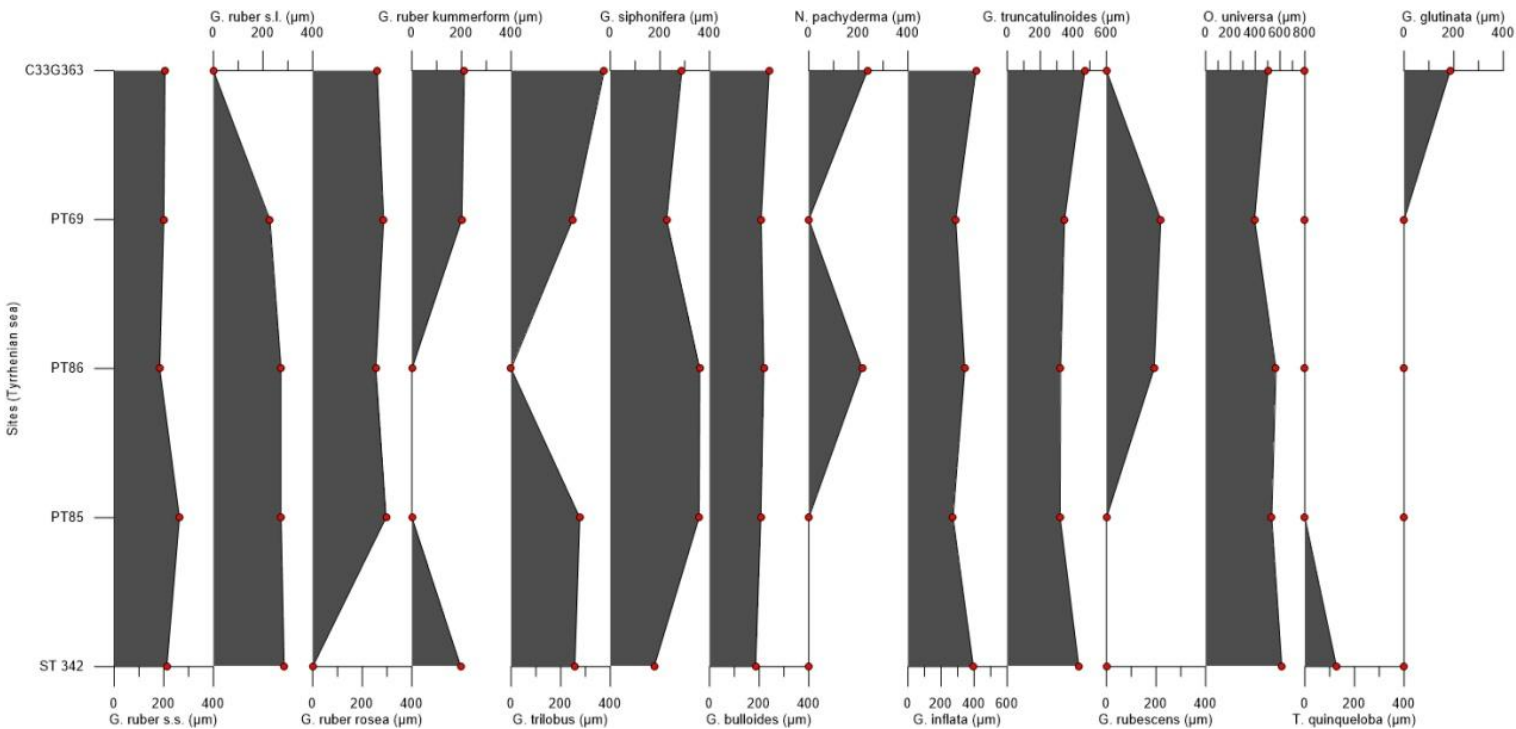 G. ruber s.l. (µm) G. ruber kummerform (µm) G. siphonifera (µm) N. pachyderma (µm) G. truncatulinoides (µm) O. universa (µm) G. glutinata (µm)
0 200 400 0 200 400 0 200 400 0 200 400 0 200 400 600 0 200 400 600 800 0 200 400
C33G363
PT69
PT86
PT85
ST 342
Sites (Tyrrhenian sea)
0 200 400 0 200 400 0 200 400 0 200 400 0 200 400 600 0 200 400 0 200 400
G. ruber s.s. (µm) G. ruber rosea (µm) G. trilobus (µm) G. bulloides (µm) G. inflata (µm) G. rubescens (µm) T. quinqueloba (µm)